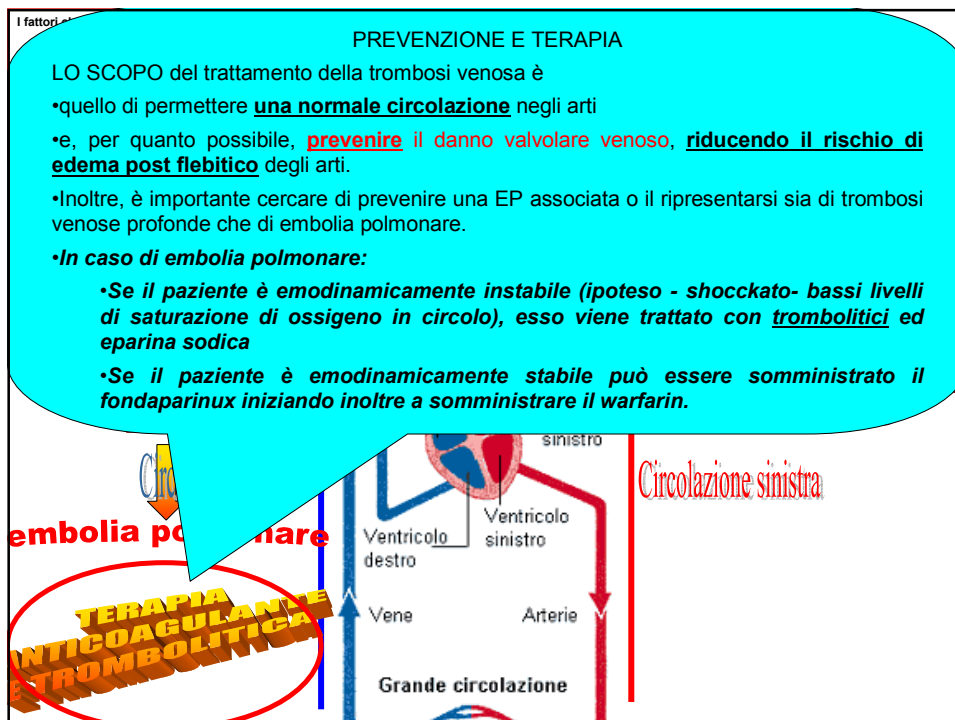 I fattori
PREVENZIONE E TERAPIA
LO SCOPO del trattamento della trombosi venosa è
•quello di permettere una normale circolazione negli arti
•e, per quanto possibile, prevenire il danno valvolare venoso, riducendo il rischio di
edema post flebitico degli arti.
•Inoltre, è importante cercare di prevenire una EP associata o il ripresentarsi sia di trombosi
venose profonde che di embolia polmonare.
•In caso di embolia polmonare:
•Se il paziente è emodinamicamente instabile (ipoteso - shocckato- bassi livelli
di saturazione di ossigeno in circolo), esso viene trattato con trombolitici ed
eparina sodica
•Se il paziente è emodinamicamente stabile può essere somministrato il
fondaparinux iniziando inoltre a somministrare il warfarin.
sinistro
Circolazione sinistra
Ventricolo
sinistro
Ventricolo
destro
embolia
Vene
Arterie
TERAPIA
ANTICOAGULANTE
E TROMBOLITICA
Grande circolazione